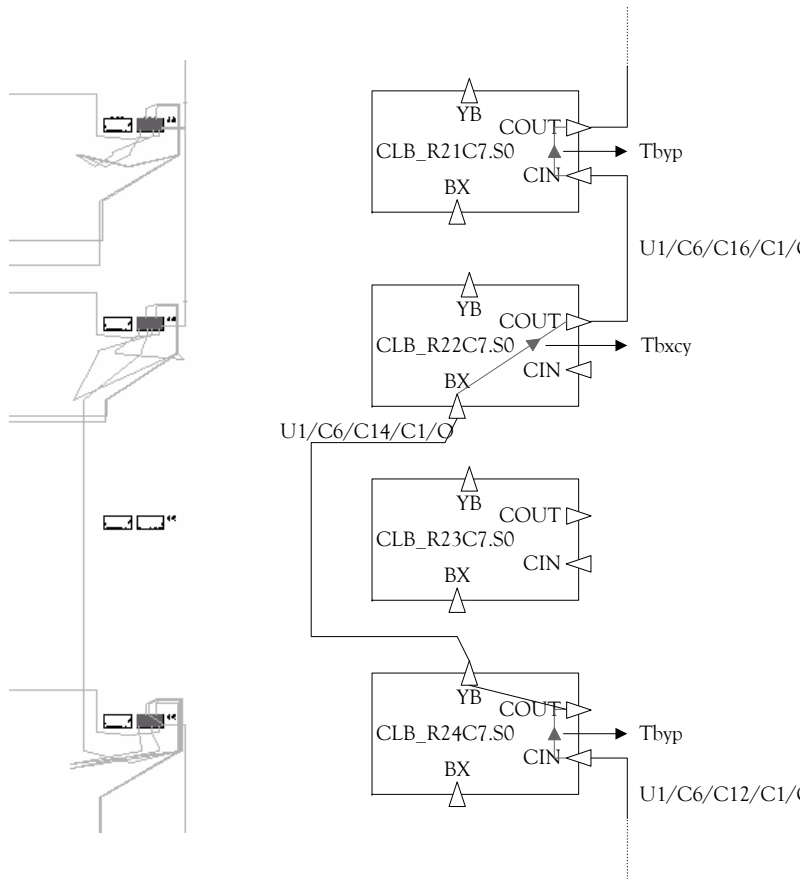 YB
COUT
CLB_R21C7.S0
Tbyp
CIN
BX
U1/C6/C16/C1/
YB
COUT
CLB_R22C7.S0
Tbxcy
CIN
BX
U1/C6/C14/C1/O
YB
COUT
CLB_R23C7.S0
CIN
BX
YB
COUT
CLB_R24C7.S0
Tbyp
CIN
BX
U1/C6/C12/C1/